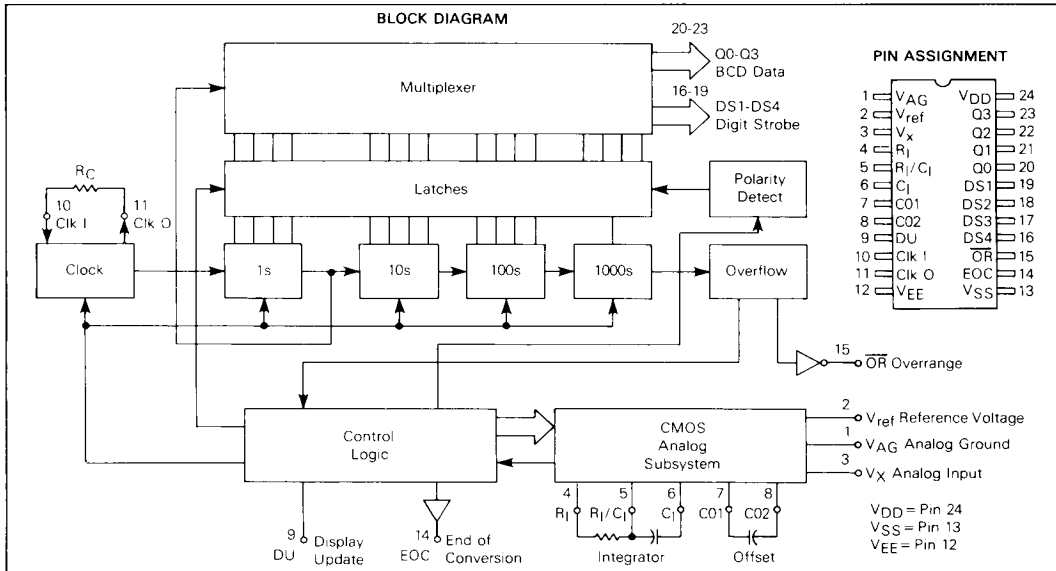 BLOCK DIAGRAM
20-23
Q0-Q3
BCD Data
Multiplexer
16-19
DS1-DS4
Digit Strobe
RC
10
Clk I
11
Clk O
Latches
Polarity
Detect
Clock
1s
10s
100s
1000s
Overflow
15
OR Overrange
Control
Logic
CMOS
Analog
Subsystem
2
Vref Reference Voltage
1
VAG Analog Ground
3
VX Analog Input
4
RI
5
RI/CI
6
CI
7
CO1
8
CO2
Integrator
Offset
9
DU
Display
Update
14
EOC
End of
Conversion
VDD = Pin 24
VSS = Pin 13
VEE = Pin 12
PIN ASSIGNMENT
1 VAG VDD 24
2 Vref Q3 23
3 Vx Q2 22
4 RI Q1 21
5 RI/CI Q0 20
6 CI DS1 19
7 CO1 DS2 18
8 CO2 DS3 17
9 DU DS4 16
10 Clk I OR 15
11 Clk O EOC 14
12 VEE VSS 13